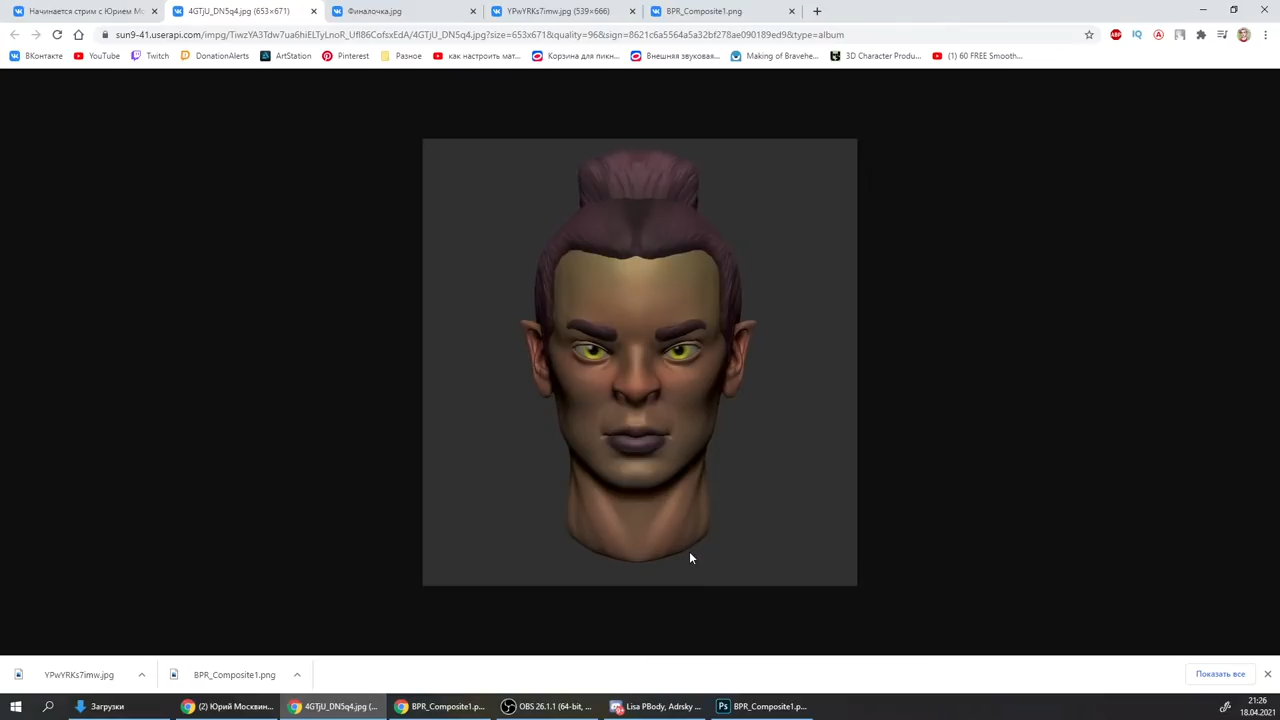 Начинается стрим с Юрием Мо
4GTjU_DN5q4.jpg (653×671)
Финалочка.jpg
YPwYRKs7imw.jpg (539×666)
BPR_Composite1.png
sun9-41.userapi.com/impg/TiwzYA3Tdw7ua6hiELTyLnoR_Ufl86CofsxEdA/4GTjU_DN5q4.jpg?size=653x671&quality=96&sign=8621c6a5564a5a32bf278ae090189ed9&type=album
ВКонтакте
YouTube
Twitch
DonationAlerts
ArtStation
Pinterest
Разное
как настроить мат...
Корзина для пикн...
Внешняя звуковая...
Making of Bravehe...
3D Character Produ...
(1) 60 FREE Smooth...
YPwYRKs7imw.jpg
BPR_Composite1.png
Показать все
Загрузки
(2) Юрий Москвин...
4GTjU_DN5q4.jpg (...
BPR_Composite1.p...
OBS 26.1.1 (64-bit, ...
Lisa PBody, Adrsky ...
BPR_Composite1.p...
21:26
18.04.2021